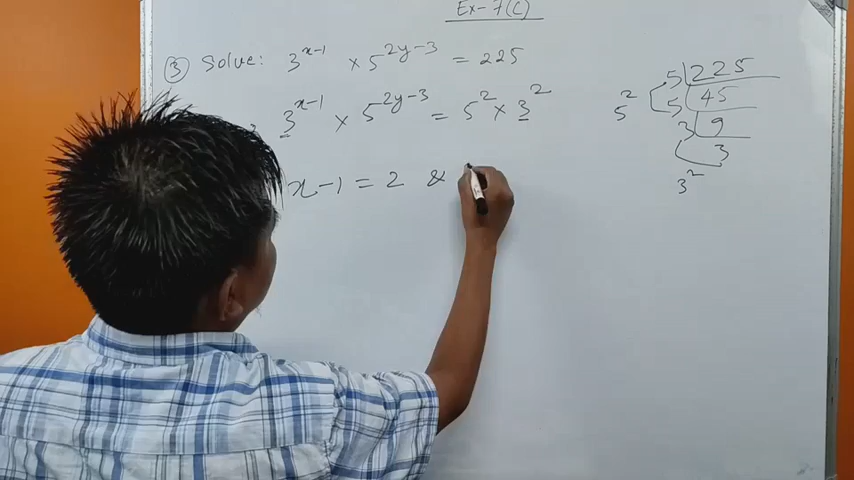 Ex-7(C)
③ Solve: 3^{x-1} × 5^{2y-3} = 225
3^{x-1} × 5^{2y-3} = 5^2 × 3^2
x-1 = 2 &
5 | 225
5^2 5 | 45
3 | 9
3
3^2